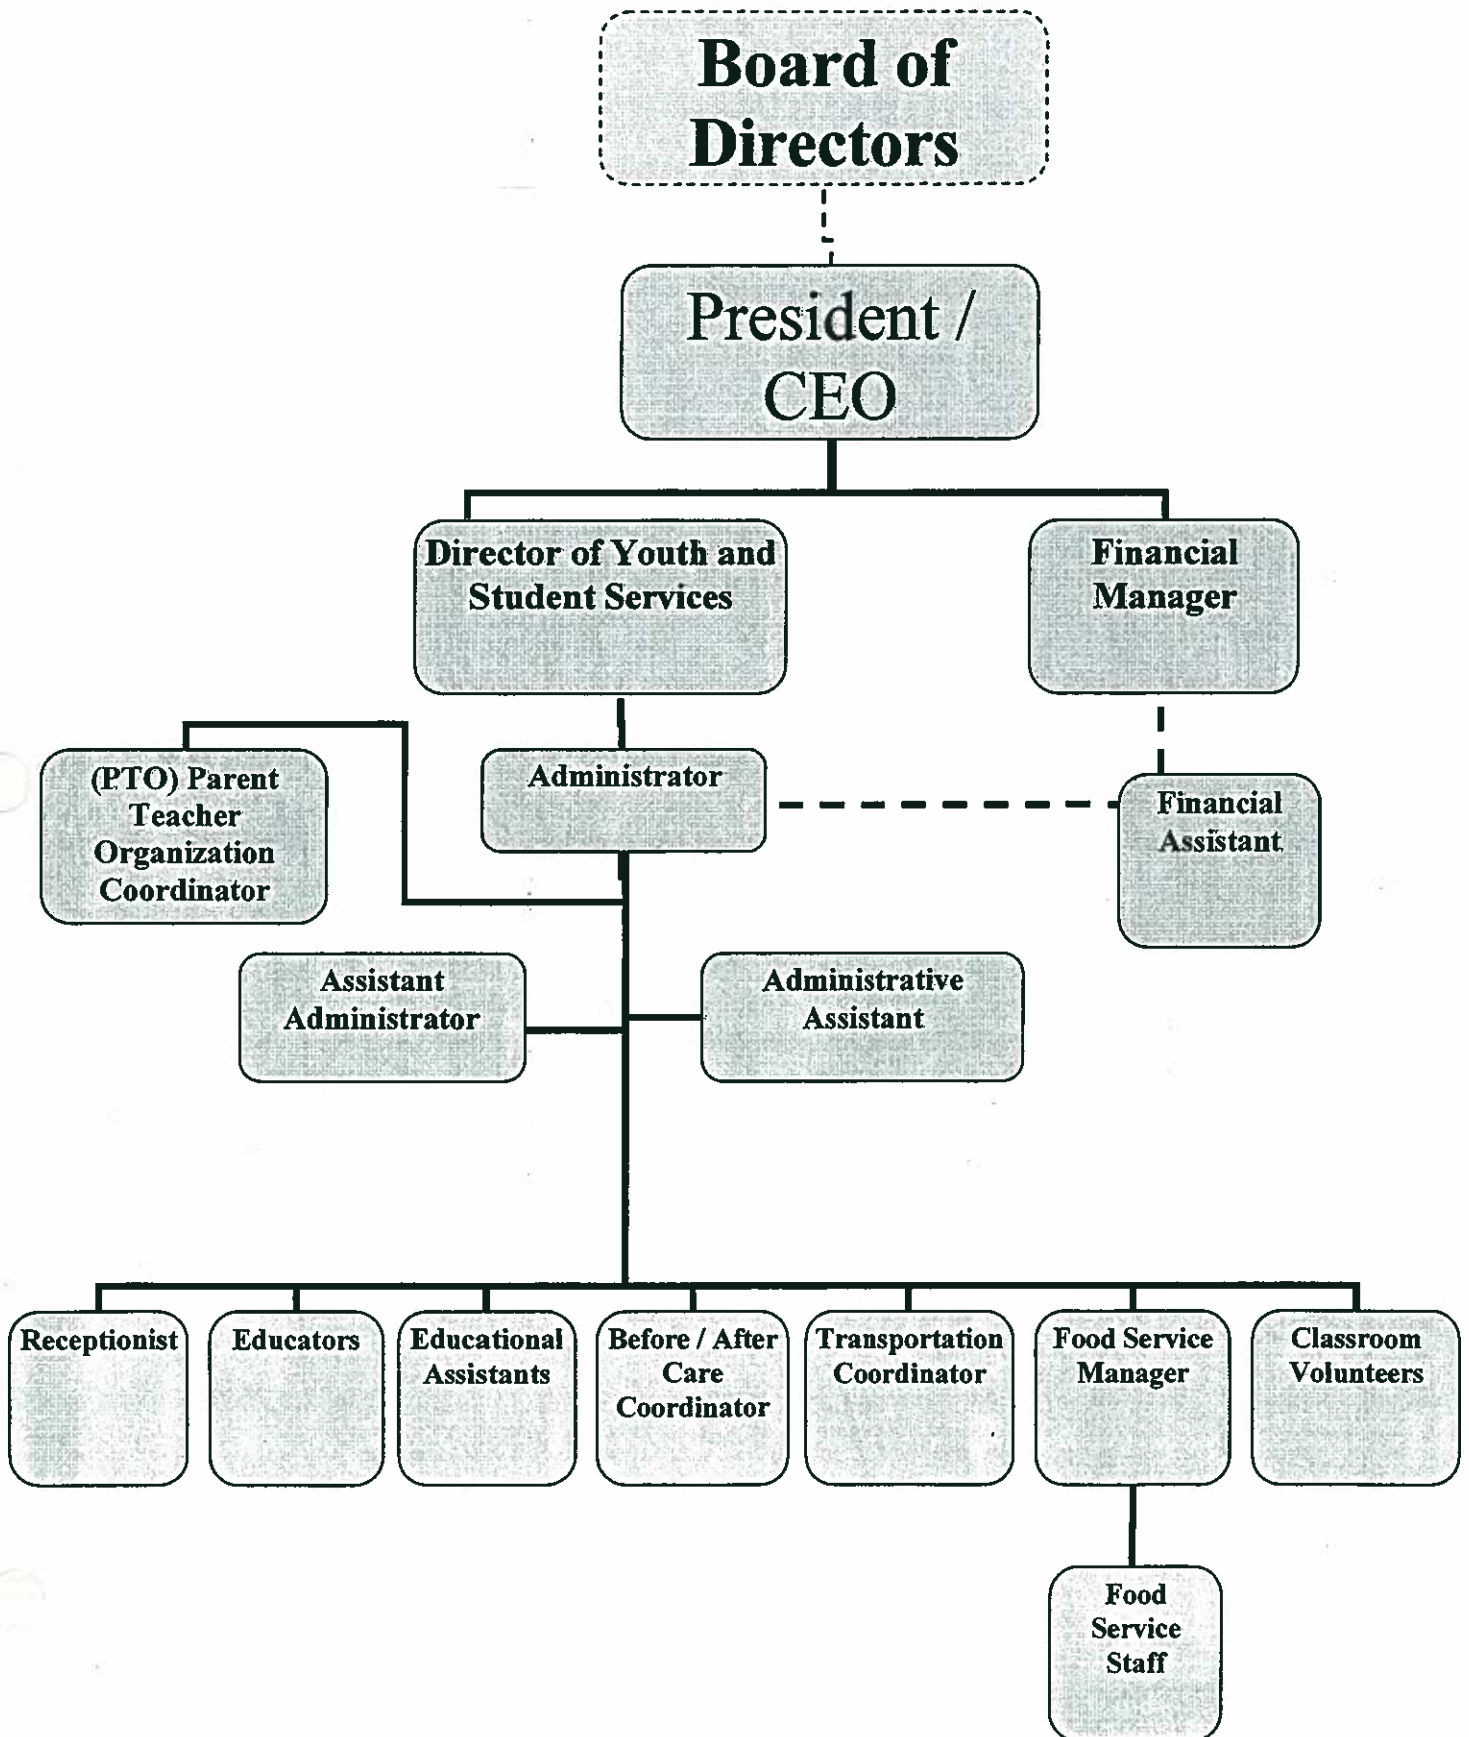 Board of
Directors
President /
CEO
Director of Youth and
Student Services
Financial
Manager
(PTO) Parent
Teacher
Organization
Coordinator
Administrator
Financial
Assistant
Assistant
Administrator
Administrative
Assistant
Receptionist
Educators
Educational
Assistants
Before / After
Care
Coordinator
Transportation
Coordinator
Food Service
Manager
Classroom
Volunteers
Food
Service
Staff